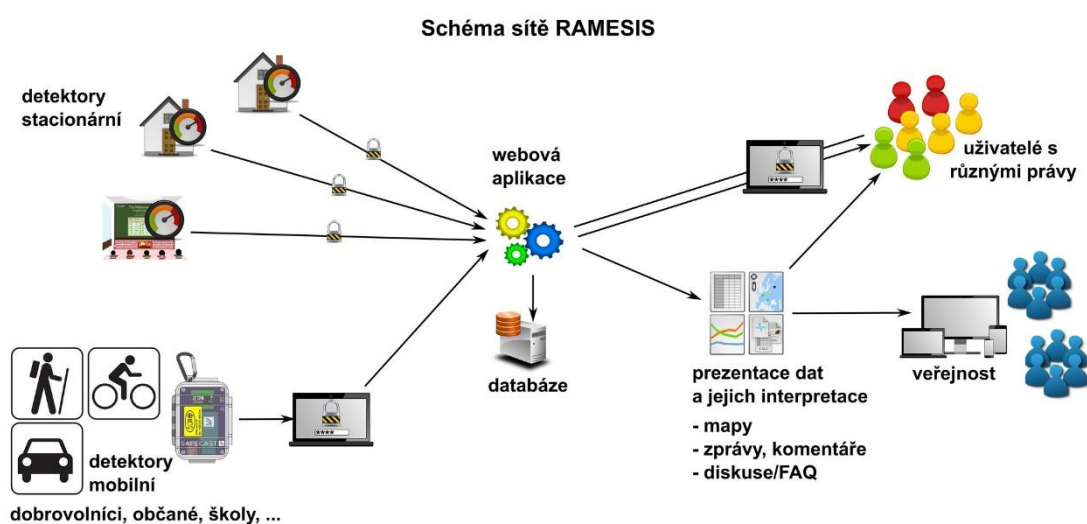 Schéma sítě RAMESIS
detektory
stacionární
webová
aplikace
****
uživatelé s
různými právy
databáze
prezentace dat
a jejich interpretace
- mapy
- zprávy, komentáře
- diskuse/FAQ
veřejnost
SAFECAST
****
detektory
mobilní
dobrovolníci, občané, školy, ...